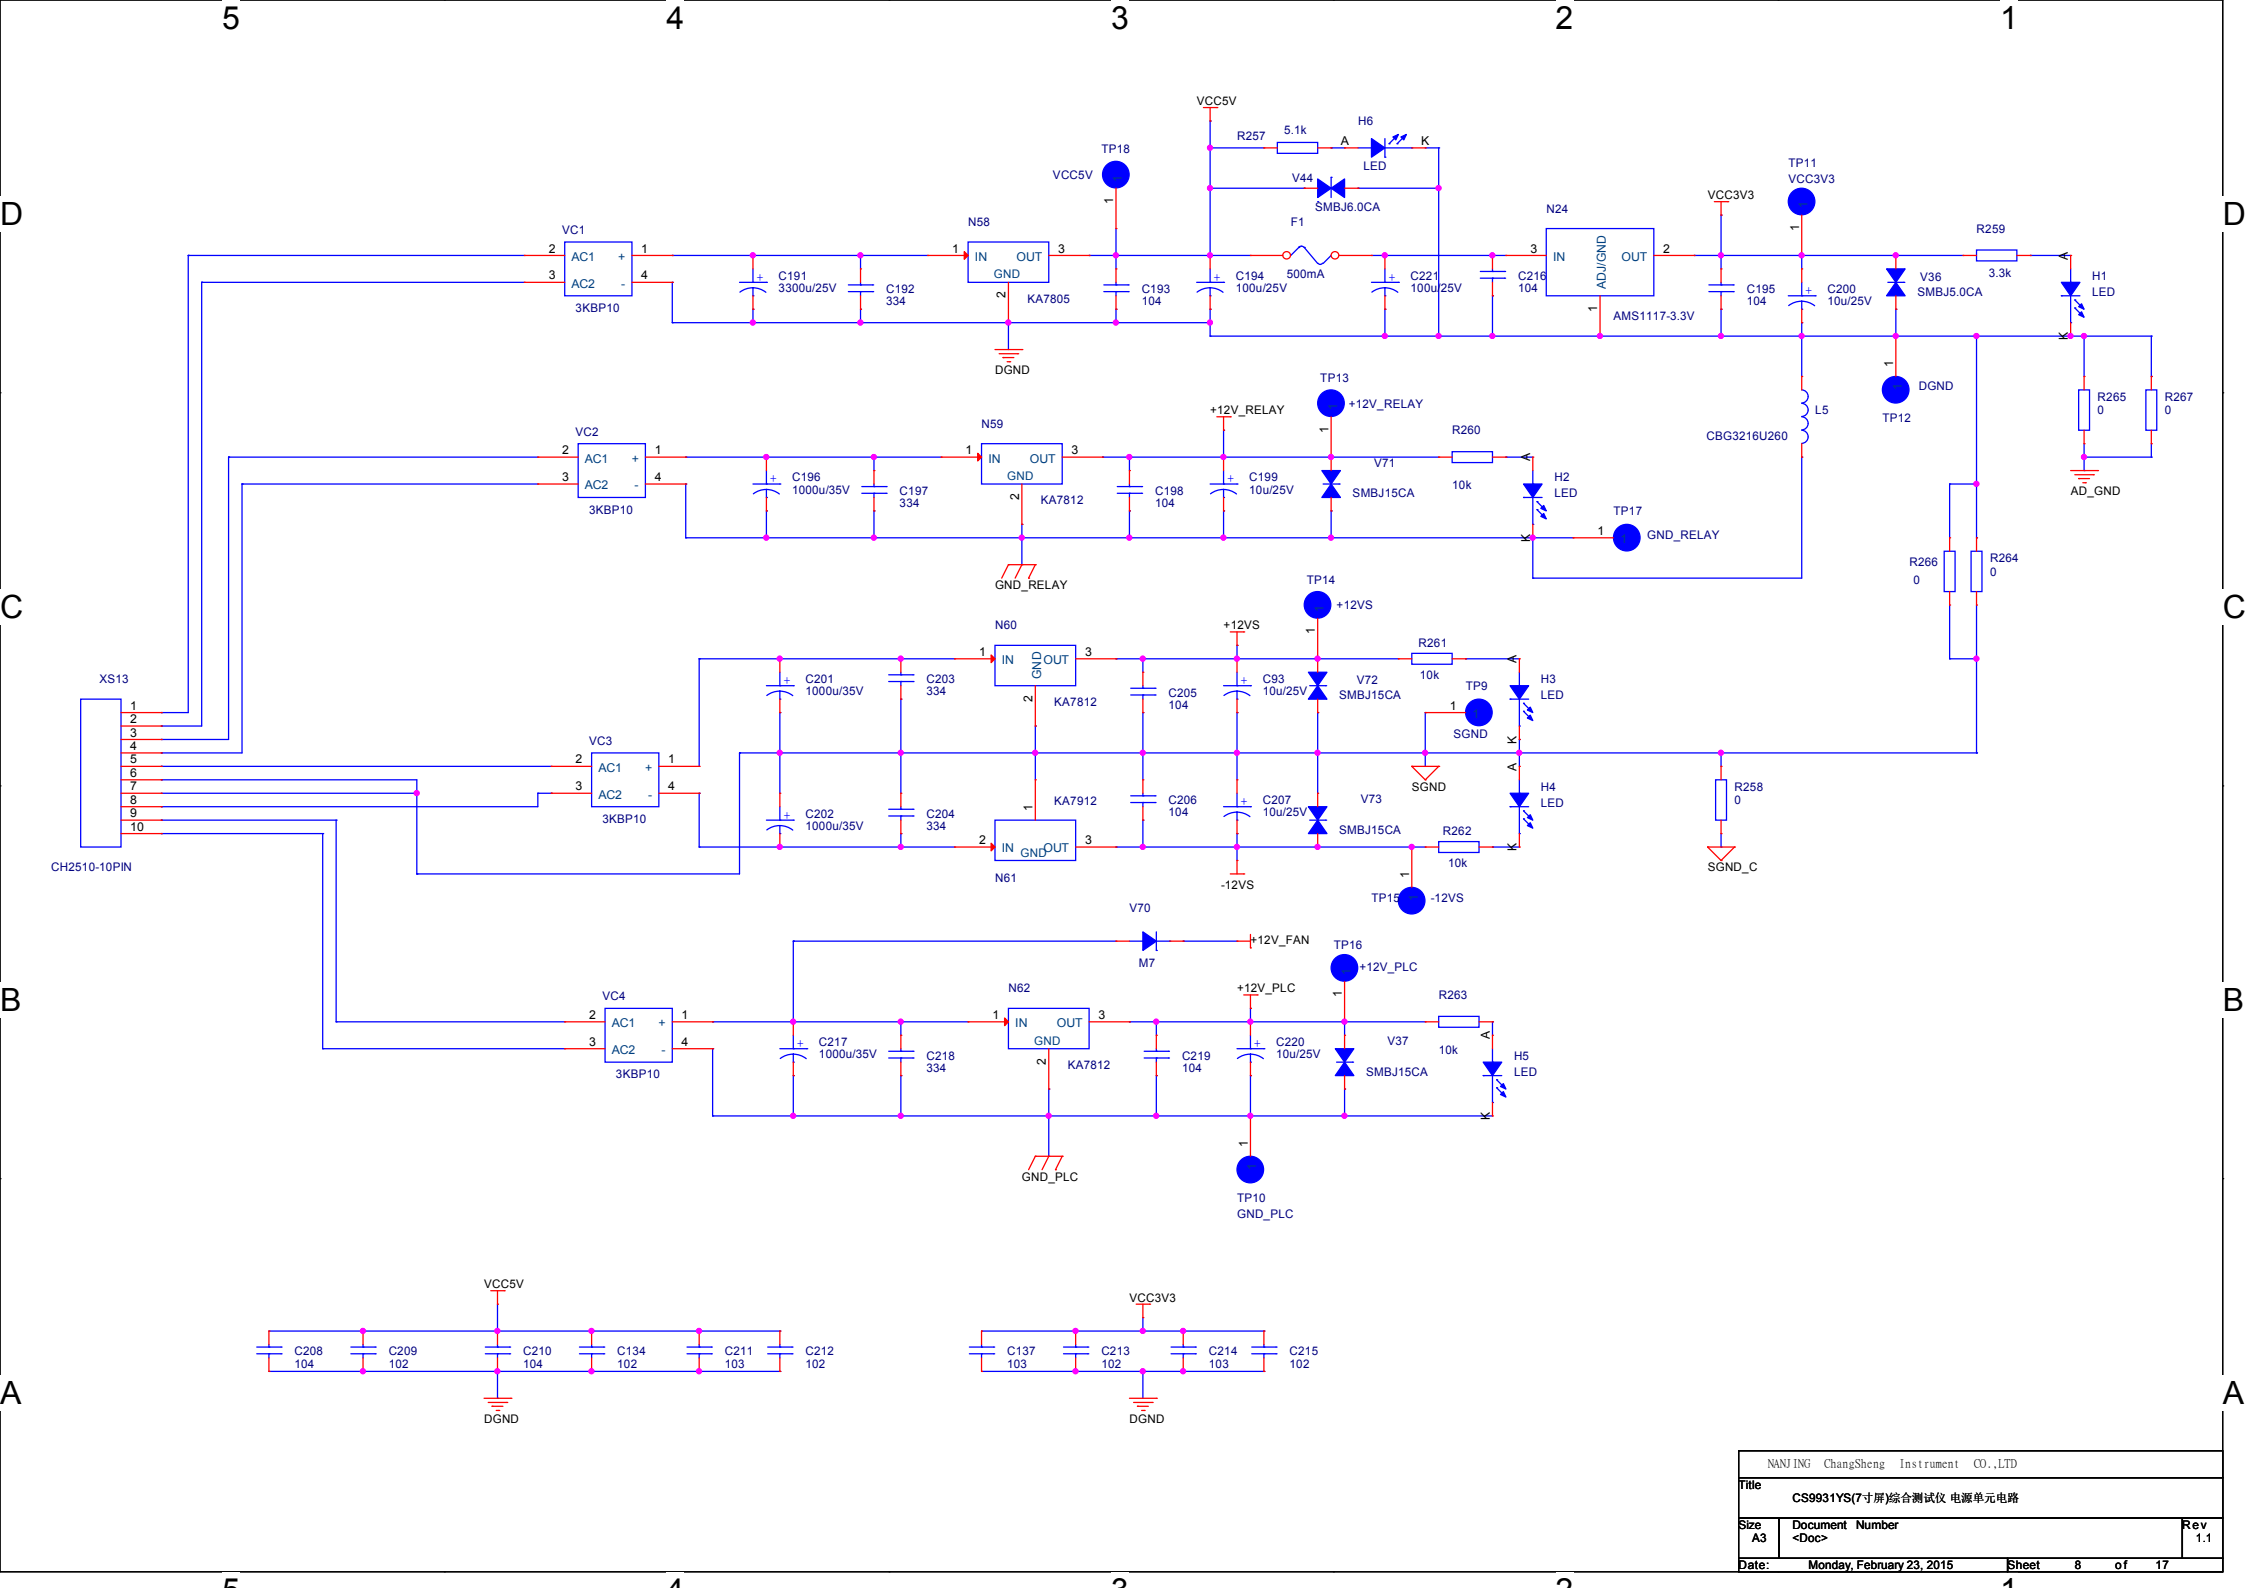 5 4 3 2 1
D D
C C
B B
A A
5 4 3 2 1
VCC5V
R257 5.1k A H6 LED K
V44 SMBJ6.0CA
F1 500mA
TP18 VCC5V 1
VC1 2 AC1 + 1
3 AC2 - 4
3KBP10
C191 3300u/25V
C192 334
N58 1 IN OUT 3 GND 2 KA7805
DGND
C193 104
C194 100u/25V
C221 100u/25V
C216 104
N24 3 IN ADJ/GND OUT 2 1 AMS1117-3.3V
VCC3V3
TP11 VCC3V3 1
C195 104
C200 10u/25V
V36 SMBJ5.0CA
R259 3.3k
A H1 LED K
1 DGND TP12
R265 0
R267 0
AD_GND
L5 CBG3216U260
VC2 2 AC1 + 1
3 AC2 - 4
3KBP10
C196 1000u/35V
C197 334
N59 1 IN OUT 3 GND 2 KA7812
GND_RELAY
C198 104
+12V_RELAY
C199 10u/25V
TP13 +12V_RELAY 1
V71 SMBJ15CA
R260 10k
A H2 LED K
TP17 1 GND_RELAY
R266 0
R264 0
XS13
1
2
3
4
5
6
7
8
9
10
CH2510-10PIN
VC3 2 AC1 + 1
3 AC2 - 4
3KBP10
C201 1000u/35V
C203 334
N60 1 IN GND OUT 3 2 KA7812
C205 104
+12VS
C93 10u/25V
TP14 +12VS 1
V72 SMBJ15CA
R261 10k
A H3 LED K
TP9 1 SGND
SGND
C202 1000u/35V
C204 334
KA7912 1 2 IN GND OUT 3 N61
C206 104
C207 10u/25V
-12VS
V73 SMBJ15CA
R262 10k
A H4 LED K
TP15 1 -12VS
R258 0
SGND_C
V70 M7
+12V_FAN
VC4 2 AC1 + 1
3 AC2 - 4
3KBP10
C217 1000u/35V
C218 334
N62 1 IN OUT 3 GND 2 KA7812
GND_PLC
C219 104
+12V_PLC
C220 10u/25V
TP16 +12V_PLC 1
V37 SMBJ15CA
R263 10k
A H5 LED K
1 TP10 GND_PLC
VCC5V
C208 104
C209 102
C210 104
C134 102
C211 103
C212 102
DGND
VCC3V3
C137 103
C213 102
C214 103
C215 102
DGND
NANJING ChangSheng Instrument CO.,LTD
Title
CS9931YS(7寸屏)综合测试仪 电源单元电路
Size Document Number Rev
A3 <Doc> 1.1
Date: Monday, February 23, 2015 Sheet 8 of 17